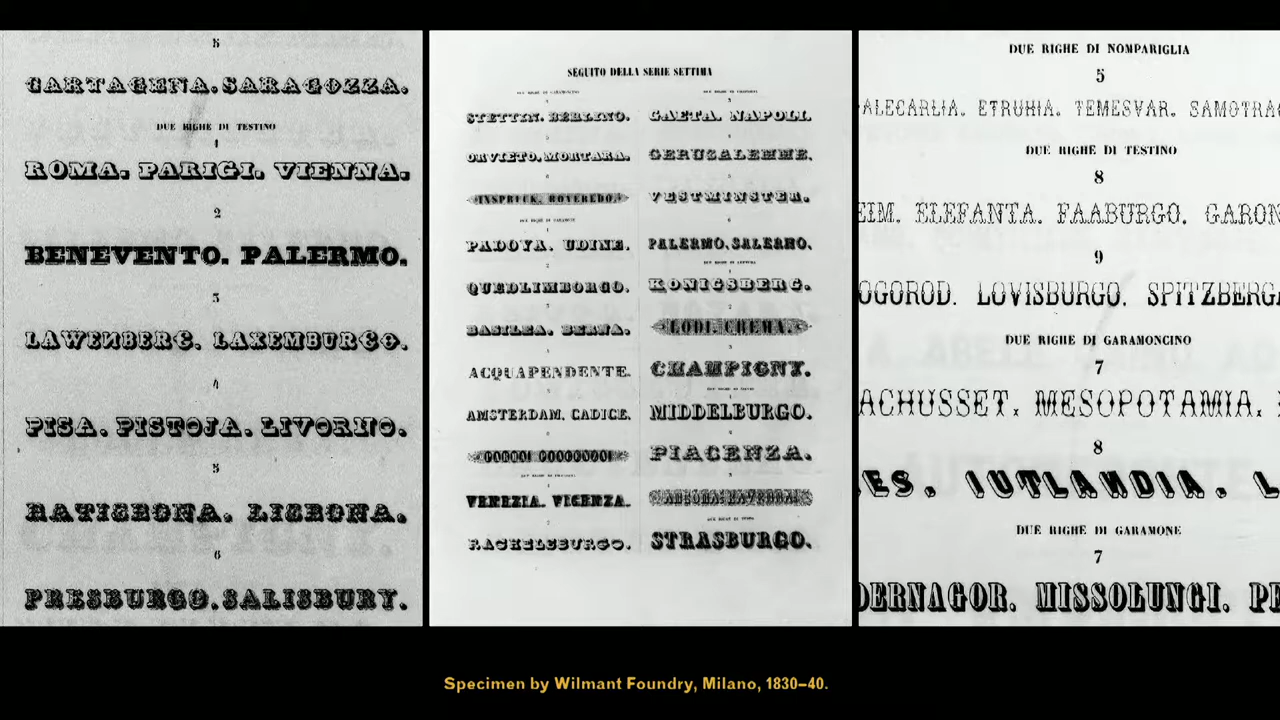 5
CARTAGENA. SARAGOZZA.
DUE RIGHE DI TESTINO
1
ROMA. PARIGI. VIENNA.
2
BENEVENTO. PALERMO.
3
LAWENBERG. LAXEMBURGO.
4
PISA. PISTOJA. LIVORNO.
5
RATISBONA. LISBONA.
6
PRESBURGO. SALISBURY.
SEGUITO DELLA SERIE SETTIMA
STETTIN. BERLINO.
ORVIETO. MORTARA.
INSPRUCK. ROVEREDO.
PADOVA. UDINE.
QUEDLIMBORGO.
BASILEA. BERNA.
ACQUAPENDENTE.
AMSTERDAM. CADICE.
VENEZIA. VICENZA.
RACHELSBURGO.
GAETA. NAPOLI.
GERUSALEMME.
VESTMINSTER.
PALERMO. SALERNO.
KONIGSBERG.
LODI. CREMA.
CHAMPIGNY.
MIDDELBURGO.
PIACENZA.
STRASBURGO.
DUE RIGHE DI NOMPARIGLIA
5
ALECARLIA. ETRURIA. TEMESVAR. SAMOTRA
DUE RIGHE DI TESTINO
8
EIM. ELEFANTA. FAABURGO. GARON
9
OGOROD. LOVISBURGO. SPITZBERG
DUE RIGHE DI GARAMONCINO
7
ACHUSSET. MESOPOTAMIA.
8
ES. IUTLANDIA. L
DUE RIGHE DI GARAMONE
7
DERNAGOR. MISSOLUNGI. PE
Specimen by Wilmant Foundry, Milano, 1830–40.